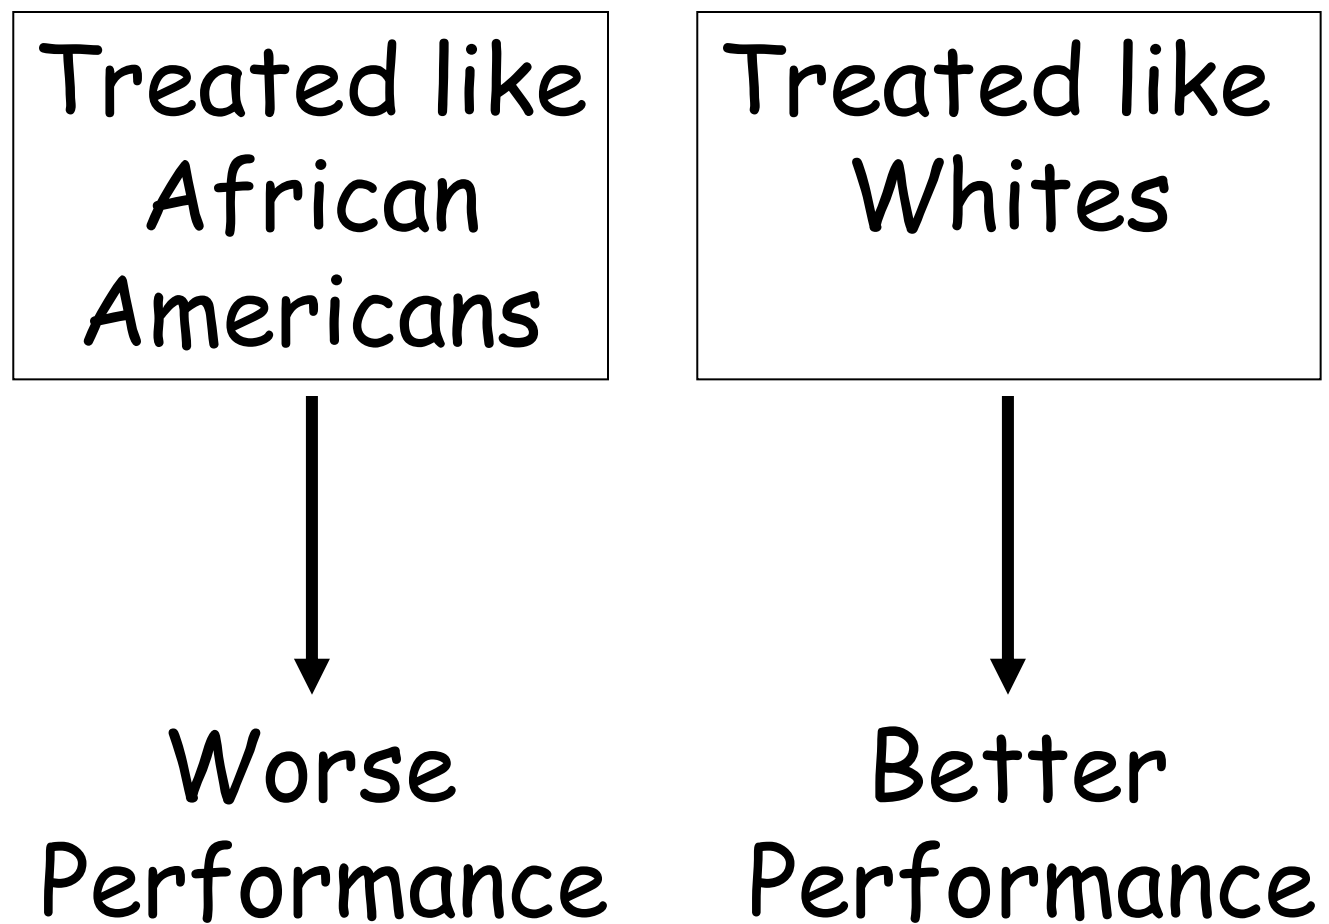 Treated like
African
Americans
Treated like
Whites
Worse
Performance
Better
Performance